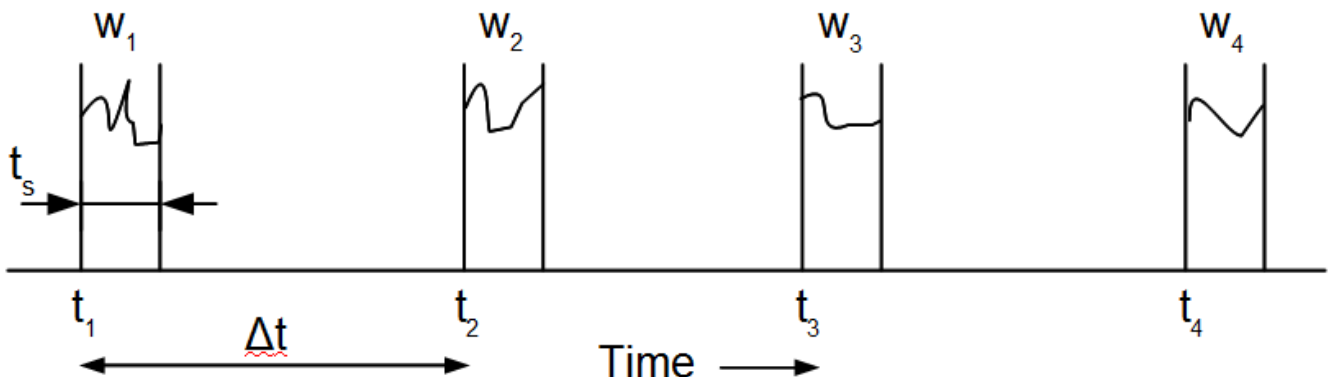 w₁ w₂ w₃ w₄
tₛ
t₁ t₂ t₃ t₄
Δt Time